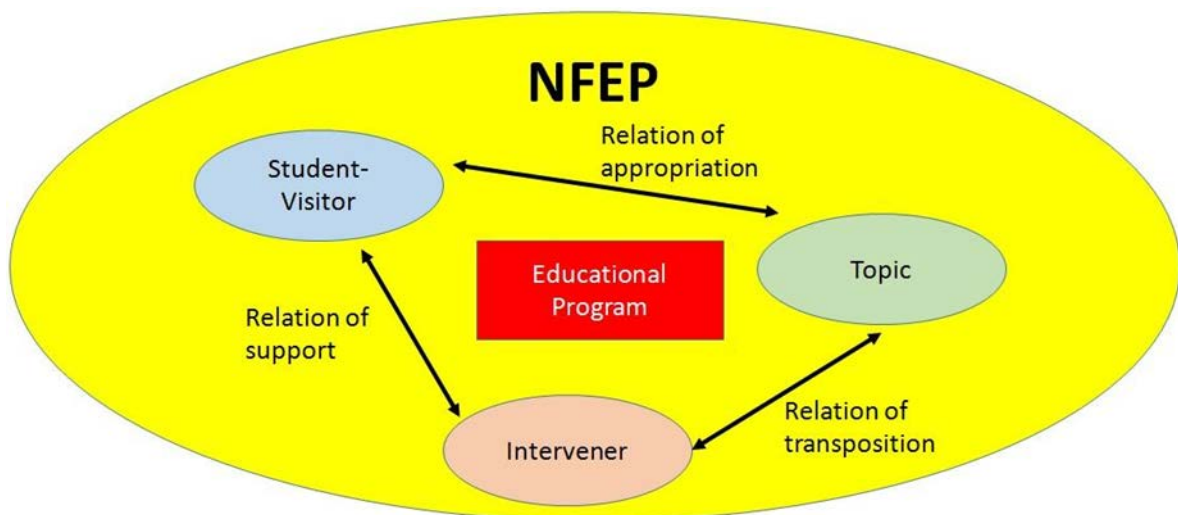 NFEP
Relation of
appropriation
Student-
Visitor
Educational
Program
Topic
Relation of
support
Intervener
Relation of
transposition